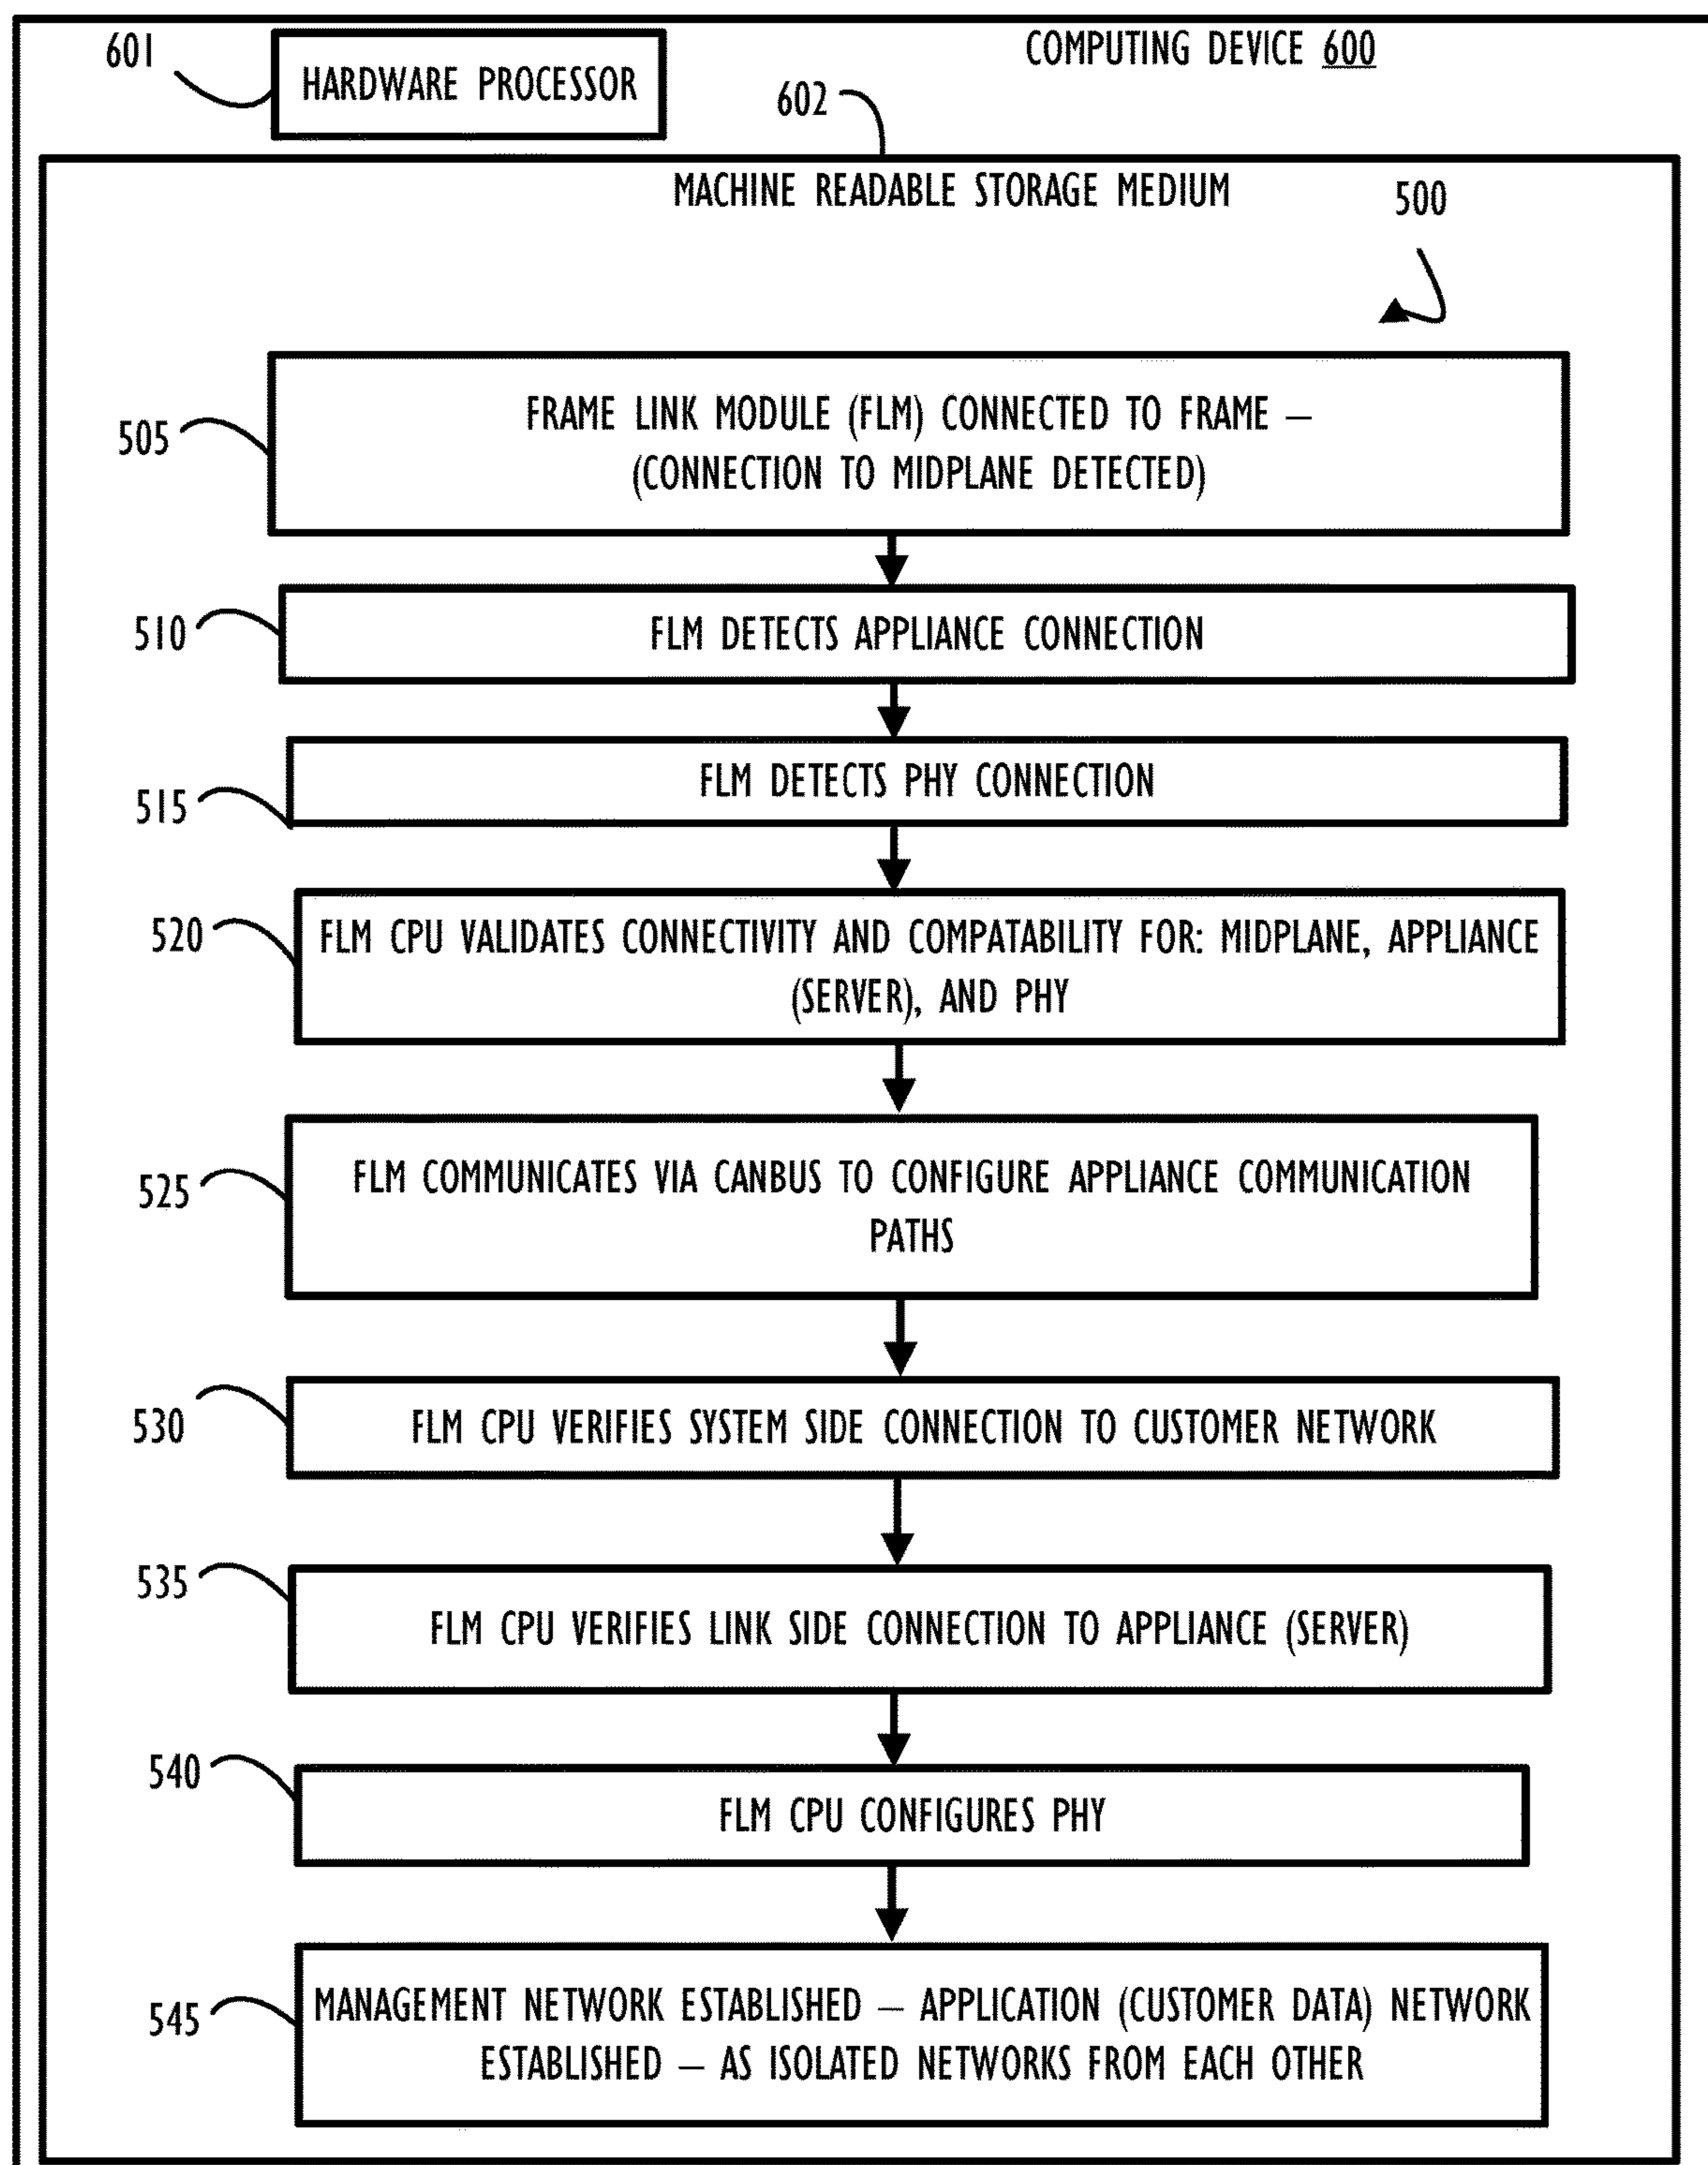 601
HARDWARE PROCESSOR
COMPUTING DEVICE 600
602
MACHINE READABLE STORAGE MEDIUM
500
505
FRAME LINK MODULE (FLM) CONNECTED TO FRAME –
(CONNECTION TO MIDPLANE DETECTED)
510
FLM DETECTS APPLIANCE CONNECTION
515
FLM DETECTS PHY CONNECTION
520
FLM CPU VALIDATES CONNECTIVITY AND COMPATABILITY FOR: MIDPLANE, APPLIANCE
(SERVER), AND PHY
525
FLM COMMUNICATES VIA CANBUS TO CONFIGURE APPLIANCE COMMUNICATION
PATHS
530
FLM CPU VERIFIES SYSTEM SIDE CONNECTION TO CUSTOMER NETWORK
535
FLM CPU VERIFIES LINK SIDE CONNECTION TO APPLIANCE (SERVER)
540
FLM CPU CONFIGURES PHY
545
MANAGEMENT NETWORK ESTABLISHED – APPLICATION (CUSTOMER DATA) NETWORK
ESTABLISHED – AS ISOLATED NETWORKS FROM EACH OTHER